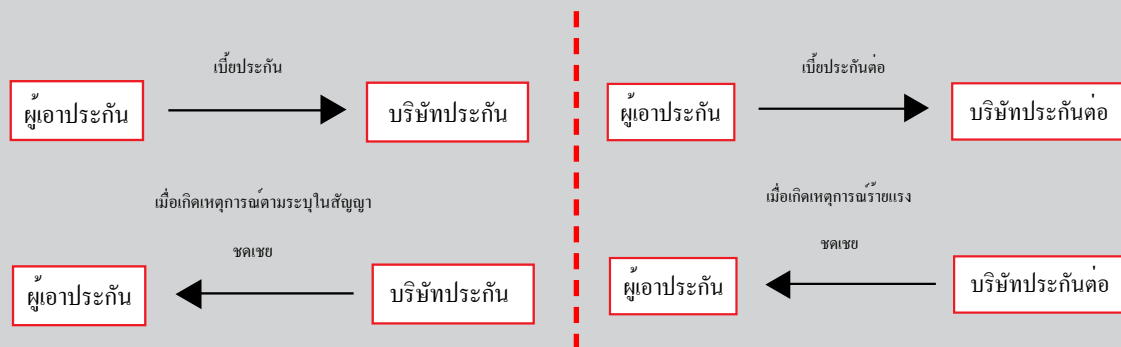 เบี้ยประกัน
ผู้เอาประกัน
บริษัทประกัน
เมื่อเกิดเหตุการณ์ตามระบุในสัญญา
ชดเชย
ผู้เอาประกัน
บริษัทประกัน
เบี้ยประกันต่อ
ผู้เอาประกัน
บริษัทประกันต่อ
เมื่อเกิดเหตุการณ์ร้ายแรง
ชดเชย
ผู้เอาประกัน
บริษัทประกันต่อ